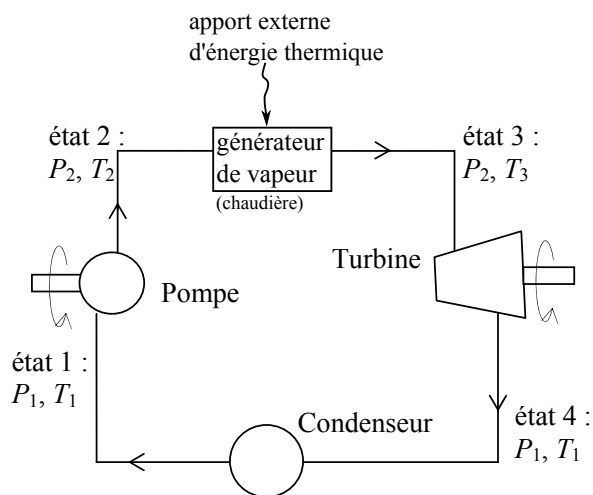 apport externe
d'énergie thermique
état 2 :
P₂, T₂
générateur
de vapeur
(chaudière)
état 3 :
P₂, T₃
Turbine
Pompe
état 1 :
P₁, T₁
Condenseur
état 4 :
P₁, T₁